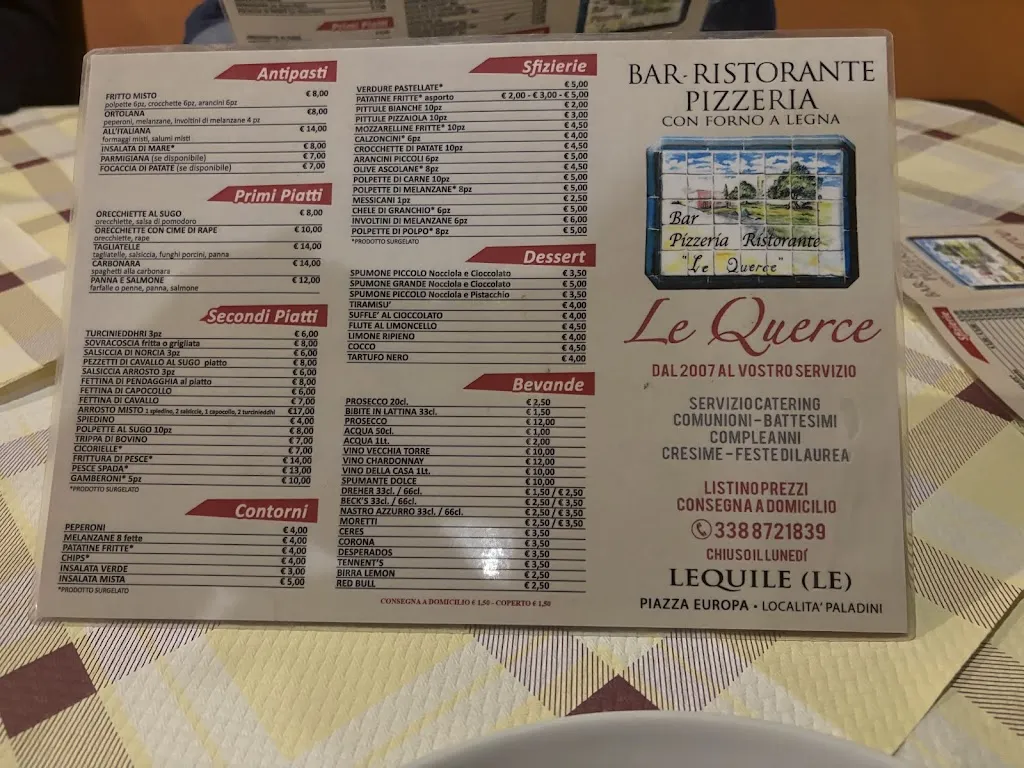 Primi Piatti
Antipasti
FRITTO MISTO € 8,00
polpette 6pz, crocchette 6pz, arancini 6pz
ORTOLANA €8,00
peperoni, melanzane, involtini di melanzane 4 pz
ALL'ITALIANA € 14,00
formaggi misti, salumi misti
INSALATA DI MARE* € 8,00
PARMIGIANA (se disponibile) € 7,00
FOCACCIA DI PATATE (se disponibile) € 7,00
Primi Piatti
ORECCHIETTE AL SUGO € 8,00
orecchiette, salsa di pomodoro
ORECCHIETTE CON CIME DI RAPE € 10,00
orecchiette, rape
TAGLIATELLE € 14,00
tagliatelle, salsiccia, funghi porcini, panna
CARBONARA € 14,00
spaghetti alla carbonara
PANNA E SALMONE € 12,00
farfalle o penne, panna, salmone
Secondi Piatti
TURCINIEDDHRI 3pz € 6,00
SOVRACOSCIA fritta o grigliata € 8,00
SALSICCIA DI NORCIA 3pz € 6,00
PEZZETTI DI CAVALLO AL SUGO piatto € 8,00
SALSICCIA ARROSTO 3pz € 6,00
FETTINA DI PENDAGGHIA al piatto € 8,00
FETTINA DI CAPOCOLLO € 6,00
FETTINA DI CAVALLO € 7,00
ARROSTO MISTO 1 spiedino, 2 salsiccie, 1 capocollo, 2 turcinieddhi €17,00
SPIEDINO € 4,00
POLPETTE AL SUGO 10pz € 8,00
TRIPPA DI BOVINO € 7,00
CICORIELLE* € 7,00
FRITTURA DI PESCE* € 14,00
PESCE SPADA* € 13,00
GAMBERONI* 5pz € 10,00
*PRODOTTO SURGELATO
Contorni
PEPERONI € 4,00
MELANZANE 8 fette € 4,00
PATATINE FRITTE* € 4,00
CHIPS* € 4,00
INSALATA VERDE € 3,00
INSALATA MISTA € 5,00
*PRODOTTO SURGELATO
Sfizierie
VERDURE PASTELLATE* € 5,00
PATATINE FRITTE* asporto € 2,00 - € 3,00 - € 5,00
PITTULE BIANCHE 10pz € 2,00
PITTULE PIZZAIOLA 10pz € 3,00
MOZZARELLINE FRITTE* 10pz € 4,50
CALZONCINI* 6pz € 4,00
CROCCHETTE DI PATATE 10pz € 4,50
ARANCINI PICCOLI 6pz € 5,00
OLIVE ASCOLANE* 8pz € 4,50
POLPETTE DI CARNE 10pz € 5,00
POLPETTE DI MELANZANE* 8pz € 5,00
MESSICANI 1pz € 2,50
CHELE DI GRANCHIO* 6pz € 5,00
INVOLTINI DI MELANZANE 6pz € 6,00
POLPETTE DI POLPO* 8pz € 5,00
*PRODOTTO SURGELATO
Dessert
SPUMONE PICCOLO Nocciola e Cioccolato € 3,50
SPUMONE GRANDE Nocciola e Cioccolato € 5,00
SPUMONE PICCOLO Nocciola e Pistacchio € 3,50
TIRAMISU' € 4,00
SUFFLE' AL CIOCCOLATO € 4,00
FLUTE AL LIMONCELLO € 4,50
LIMONE RIPIENO € 4,00
COCCO € 4,50
TARTUFO NERO € 4,00
Bevande
PROSECCO 20cl. € 2,50
BIBITE IN LATTINA 33cl. € 1,50
PROSECCO € 12,00
ACQUA 50cl. € 1,00
ACQUA 1Lt. € 2,00
VINO VECCHIA TORRE € 10,00
VINO CHARDONNAY € 12,00
VINO DELLA CASA 1Lt. € 10,00
SPUMANTE DOLCE € 10,00
DREHER 33cl. / 66cl. € 1,50 / € 2,50
BECK'S 33cl. / 66cl. € 2,50 / € 3,50
NASTRO AZZURRO 33cl. / 66cl. € 2,50 / € 3,50
MORETTI € 2,50 / € 3,50
CERES € 3,50
CORONA € 3,50
DESPERADOS € 3,50
TENNENT'S € 3,50
BIRRA LEMON € 2,50
RED BULL € 2,50
CONSEGNA A DOMICILIO € 1,50 - COPERTO € 1,50
BAR-RISTORANTE
PIZZERIA
CON FORNO A LEGNA
Bar
Pizzeria Ristorante
"Le Querce"
Le Querce
DAL 2007 AL VOSTRO SERVIZIO
SERVIZIO CATERING
COMUNIONI - BATTESIMI
COMPLEANNI
CRESIME - FESTE DI LAUREA
LISTINO PREZZI
CONSEGNA A DOMICILIO
338 8721839
CHIUSO IL LUNEDÍ
LEQUILE (LE)
PIAZZA EUROPA • LOCALITA' PALADINI